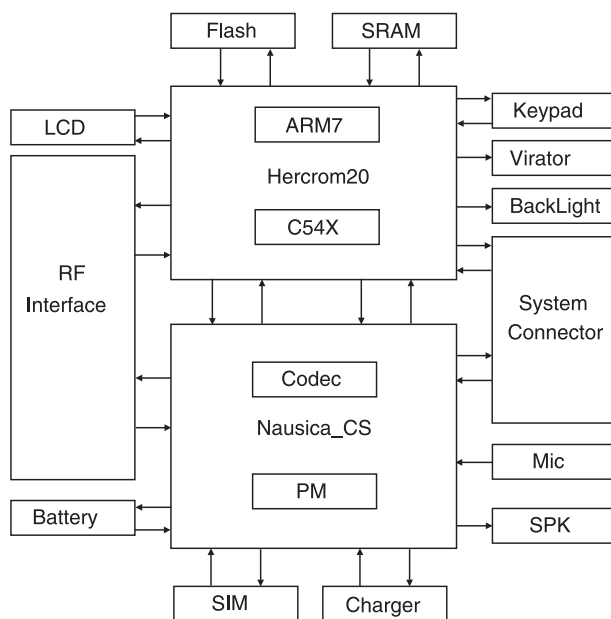 Flash
SRAM
LCD
ARM7
Keypad
Hercrom20
Virator
C54X
BackLight
RF
Interface
System
Connector
Codec
Nausica_CS
Mic
PM
Battery
SPK
SIM
Charger